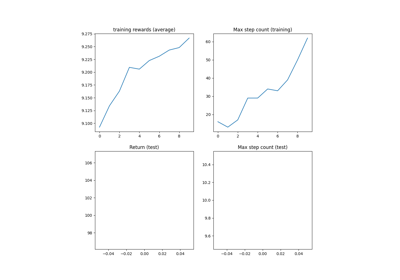 training rewards (average)
9.275
9.250
9.225
9.200
9.175
9.150
9.125
9.100
0 2 4 6 8
Max step count (training)
60
50
40
30
20
0 2 4 6 8
Return (test)
106
104
102
100
98
−0.04 −0.02 0.00 0.02 0.04
Max step count (test)
10.4
10.2
10.0
9.8
9.6
−0.04 −0.02 0.00 0.02 0.04